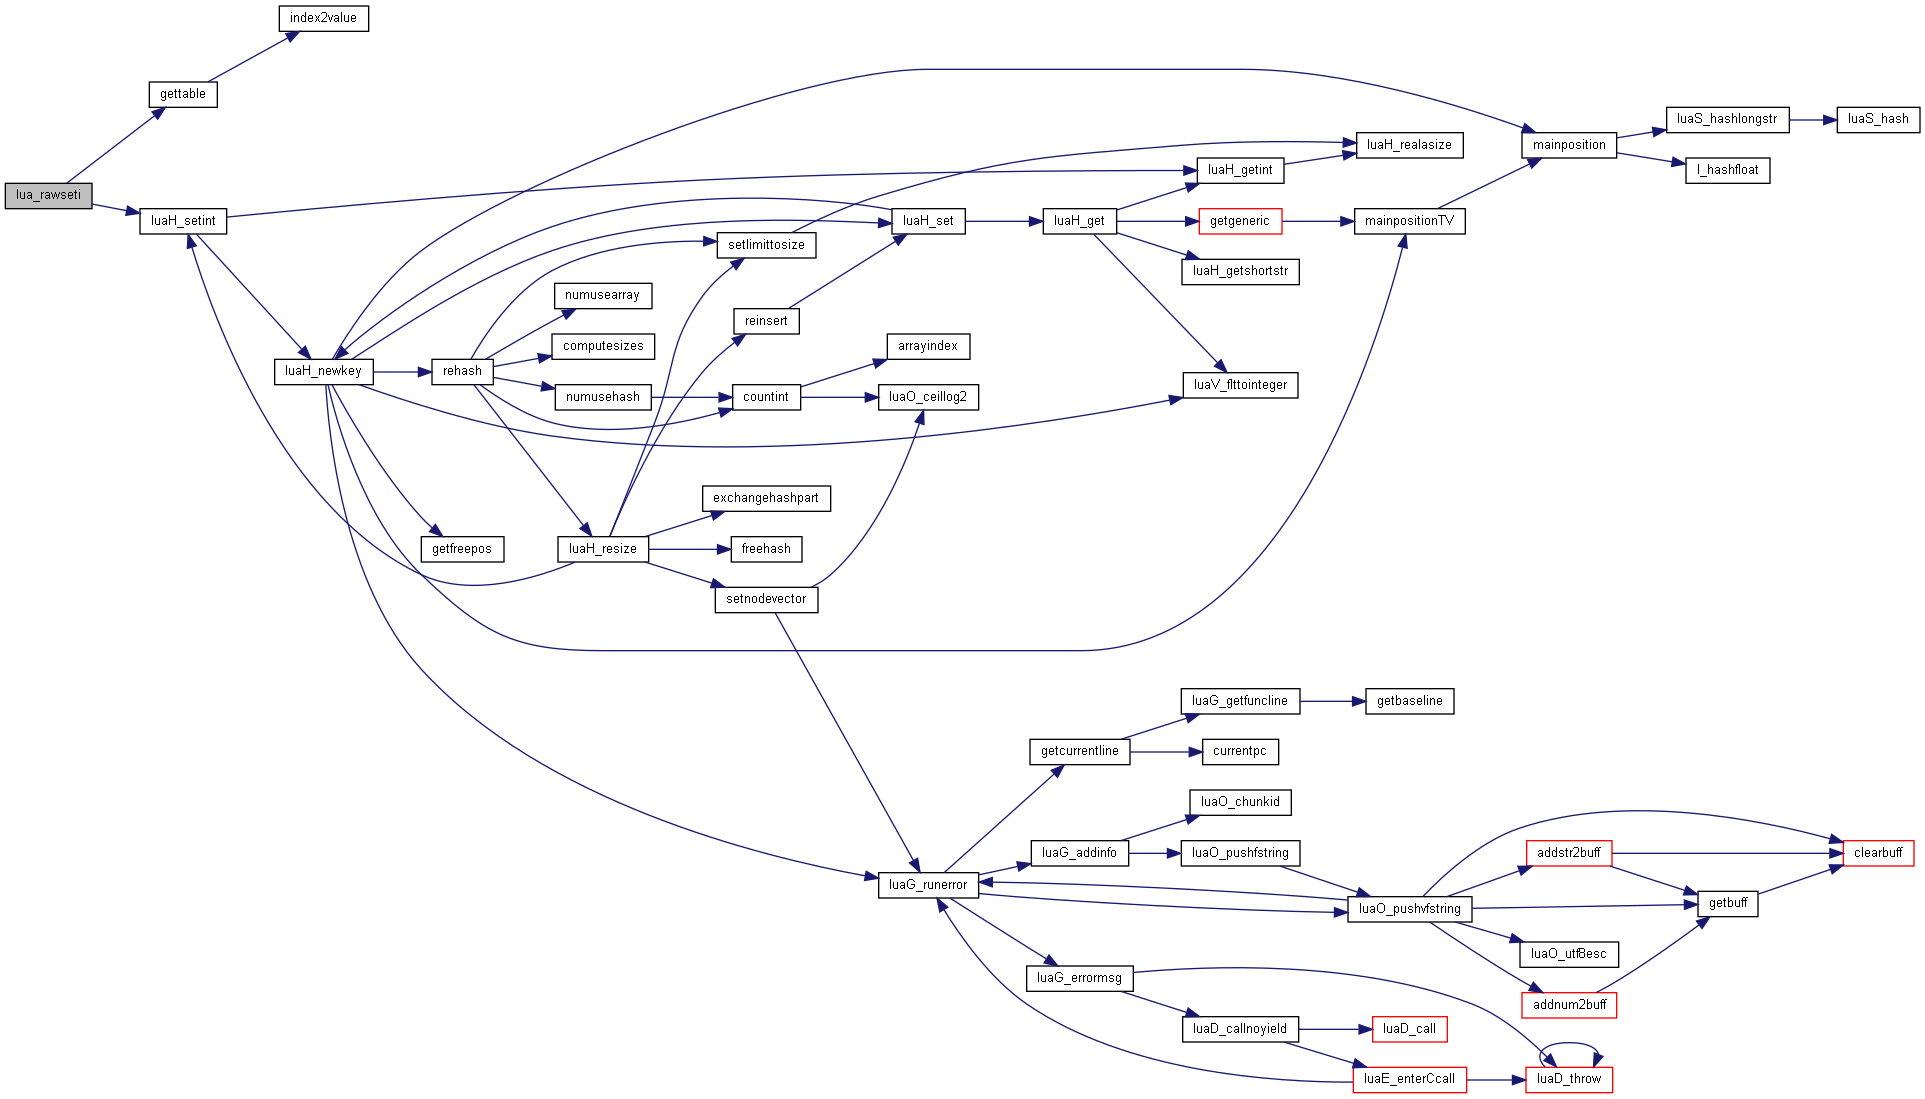 index2value
gettable
lua_rawseti
luaH_setint
luaH_newkey
rehash
getfreepos
numusearray
computesizes
numusehash
luaH_resize
setlimittosize
reinsert
countint
exchangehashpart
freehash
setnodevector
luaH_set
arrayindex
luaO_ceillog2
luaG_runerror
luaH_get
getcurrentline
luaG_addinfo
luaG_errormsg
luaH_getint
getgeneric
luaH_getshortstr
luaV_flttointeger
luaG_getfuncline
currentpc
luaO_chunkid
luaO_pushfstring
luaD_callnoyield
luaH_realasize
mainpositionTV
getbaseline
luaO_pushvfstring
luaD_call
luaE_enterCcall
mainposition
addstr2buff
luaO_utf8esc
addnum2buff
luaD_throw
luaS_hashlongstr
l_hashfloat
getbuff
luaS_hash
clearbuff